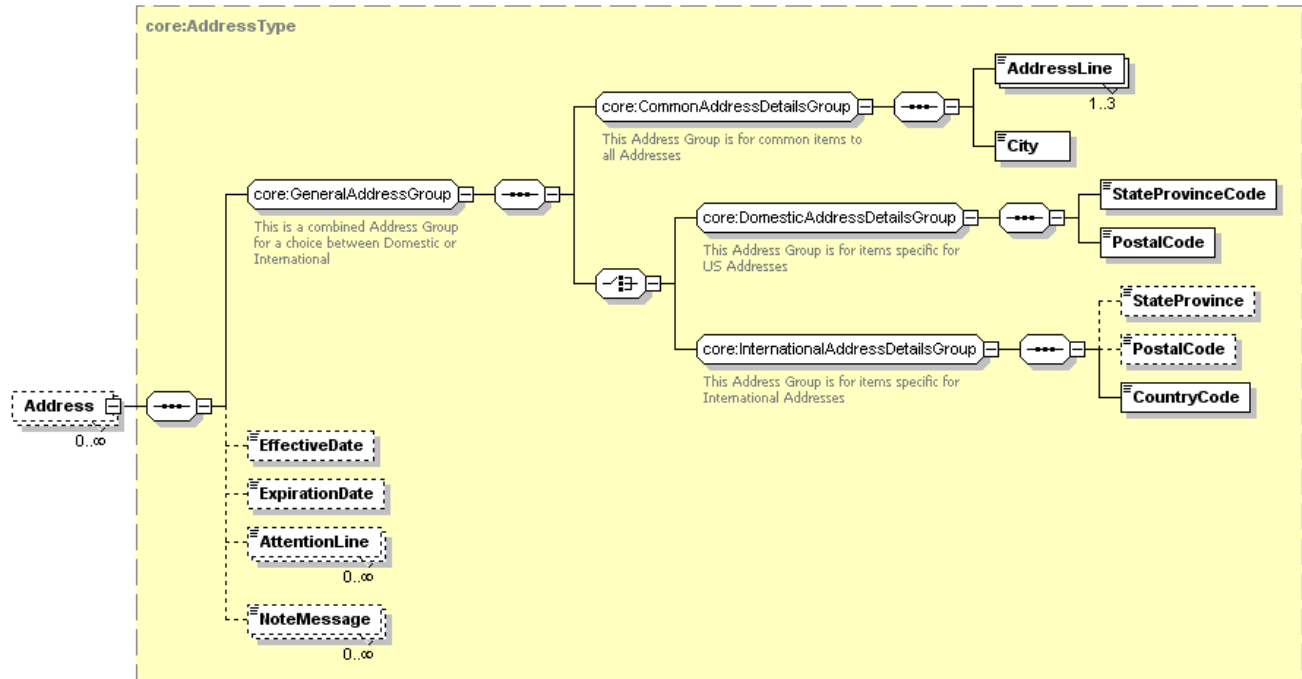 core:AddressType
AddressLine
1..3
core:CommonAddressDetailsGroup
This Address Group is for common items to
all Addresses
City
core:GeneralAddressGroup
This is a combined Address Group
for a choice between Domestic or
International
core:DomesticAddressDetailsGroup
This Address Group is for items specific for
US Addresses
StateProvinceCode
PostalCode
core:InternationalAddressDetailsGroup
This Address Group is for items specific for
International Addresses
StateProvince
PostalCode
CountryCode
Address
0..∞
EffectiveDate
ExpirationDate
AttentionLine
0..∞
NoteMessage
0..∞